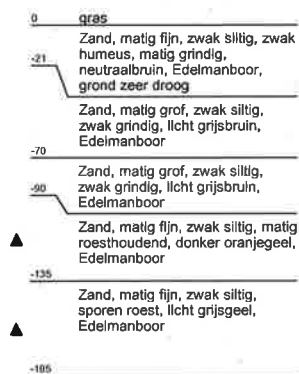 0 gras
Zand, matig fijn, zwak siltig, zwak
humeus, matig grindig,
-21
neutraalbruin, Edelmanboor,
grond zeer droog
Zand, matig grof, zwak siltig,
zwak grindig, licht grijsbruin,
Edelmanboor
-70
Zand, matig grof, zwak siltig,
-90 zwak grindig, licht grijsbruin,
Edelmanboor
Zand, matig fijn, zwak siltig, matig
roesthoudend, donker oranjegeel,
Edelmanboor
-135
Zand, matig fijn, zwak siltig,
sporen roest, licht grijsgeel,
Edelmanboor
-185